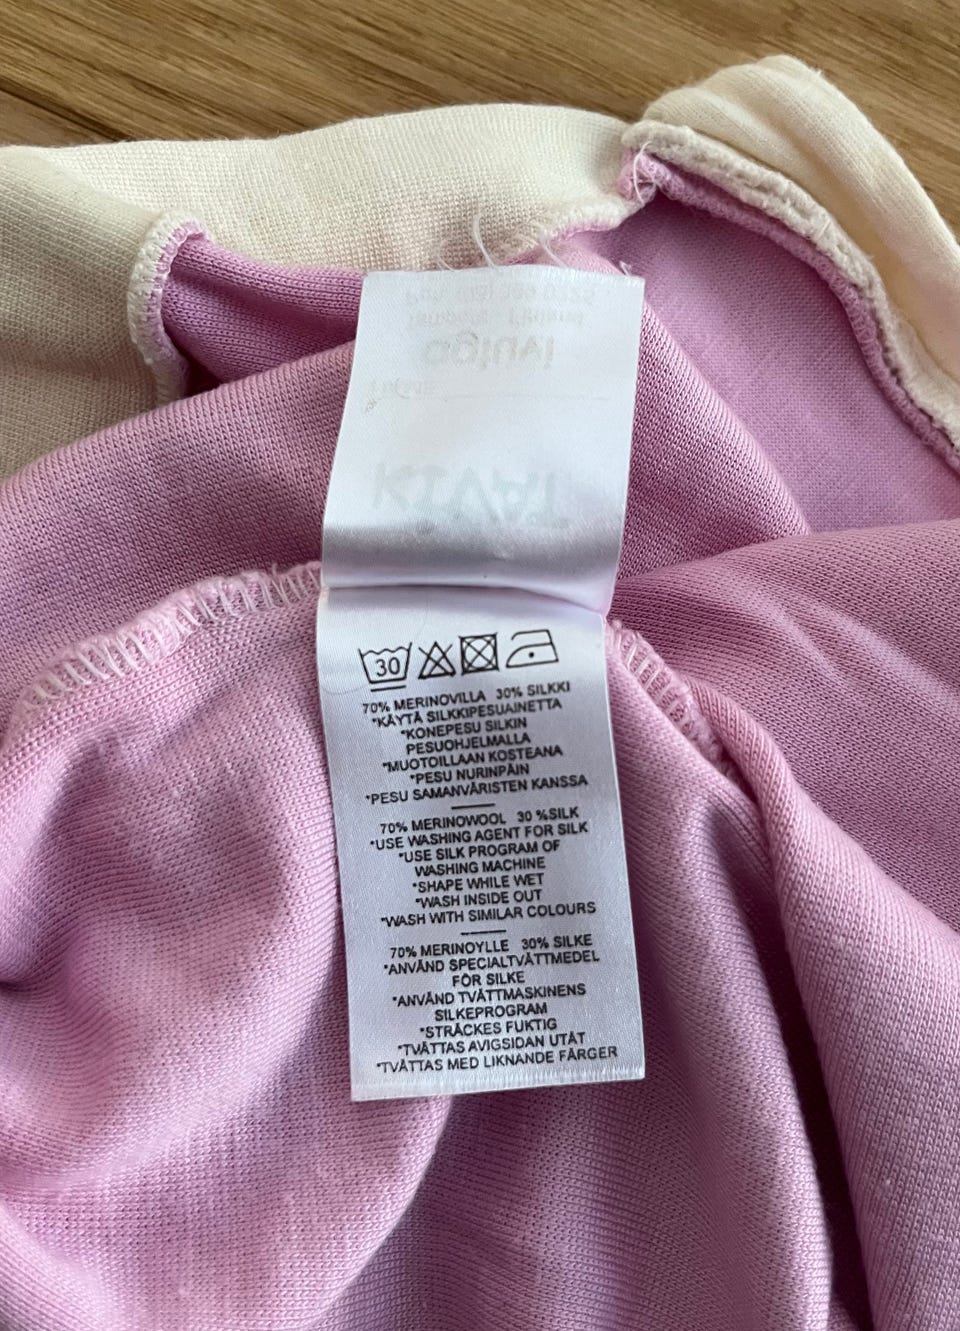 KIVAT
30
70% MERINOVILLA 30% SILKKI
*KÄYTÄ SILKKIPESUAINETTA
*KONEPESU SILKIN
PESUOHJELMALLA
*MUOTOILLAAN KOSTEANA
*PESU NURINPÄIN
*PESU SAMANVÄRISTEN KANSSA
70% MERINOWOOL 30 %SILK
*USE WASHING AGENT FOR SILK
*USE SILK PROGRAM OF
WASHING MACHINE
*SHAPE WHILE WET
*WASH INSIDE OUT
*WASH WITH SIMILAR COLOURS
70% MERINOYLLE 30% SILKE
*ANVÄND SPECIALTVÄTTMEDEL
FÖR SILKE
*ANVÄND TVÄTTMASKINENS
SILKEPROGRAM
*STRÄCKES FUKTIG
*TVÄTTAS AVIGSIDAN UTÅT
*TVÄTTAS MED LIKNANDE FÄRGER